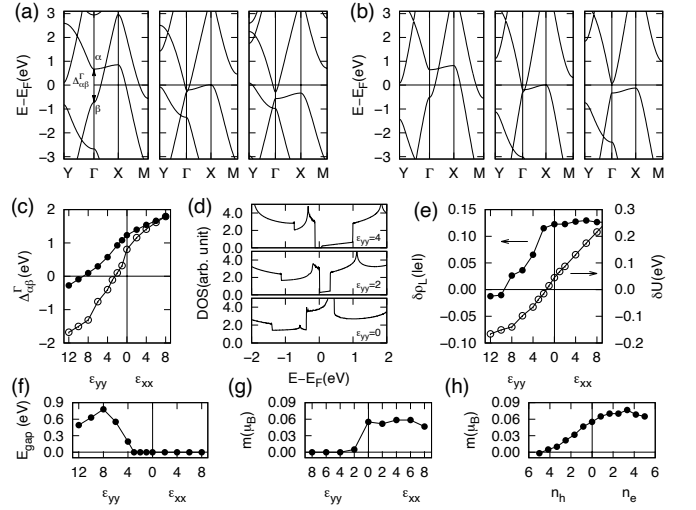 (a)
E−E_F(eV)
3
2
1
0
−1
−2
−3
α
Δ^Γ_αβ
β
Y Γ X M Y Γ X M Y Γ X M
(b)
E−E_F(eV)
3
2
1
0
−1
−2
−3
Y Γ X M Y Γ X M Y Γ X M
(c)
Δ^Γ_αβ(eV)
2
1
0
−1
−2
12 8 4 0 4 8
ε_yy ε_xx
(d)
DOS(arb. unit)
4.0
2.0
0.0
ε_yy=4
4.0
2.0
0.0
ε_yy=2
4.0
2.0
0.0
ε_yy=0
−2 −1 0 1 2
E−E_F(eV)
(e)
δρ_L(lel)
0.15
0.10
0.05
0.00
−0.05
−0.10
0.3
0.2
0.1
0.0
−0.1
−0.2
δU(eV)
12 8 4 0 4 8
ε_yy ε_xx
(f)
E_gap (eV)
0.9
0.6
0.3
0.0
12 8 4 0 4 8
ε_yy ε_xx
(g)
m(μ_B)
0.09
0.06
0.03
0.00
8 6 4 2 0 2 4 6 8
ε_yy ε_xx
(h)
m(μ_B)
0.09
0.06
0.03
0.00
6 4 2 0 2 4 6
n_h n_e